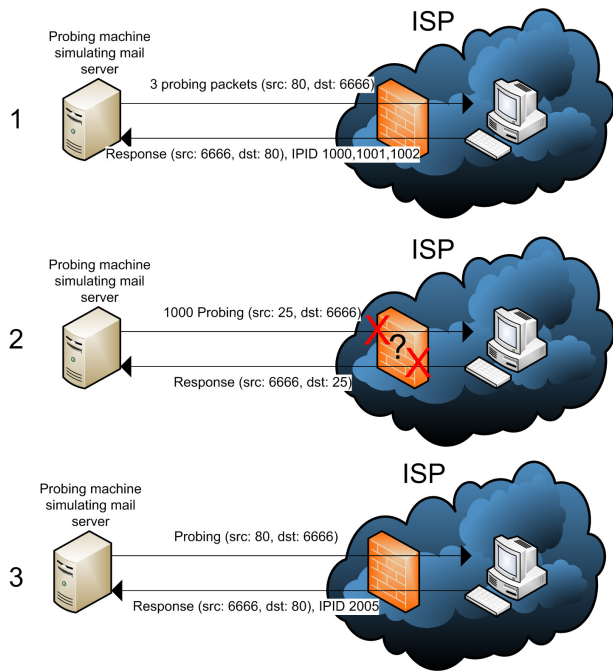 ISP
Probing machine
simulating mail
server
3 probing packets (src: 80, dst: 6666)
1
Response (src: 6666, dst: 80), IPID 1000,1001,1002
ISP
Probing machine
simulating mail
server
1000 Probing (src: 25, dst: 6666)
2
?
Response (src: 6666, dst: 25)
ISP
Probing machine
simulating mail
server
Probing (src: 80, dst: 6666)
3
Response (src: 6666, dst: 80), IPID 2005